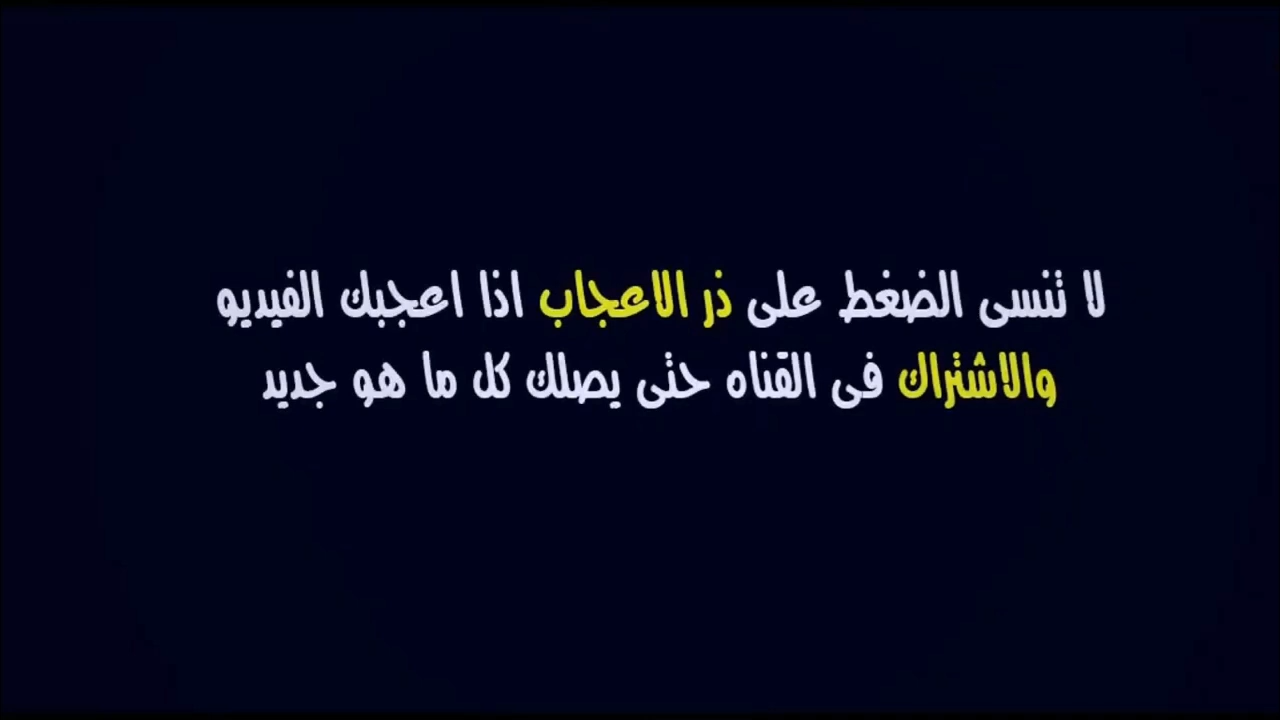 لا تنسى الضغط على ذر الاعجاب اذا اعجبك الفيديو
والاشتراك فى القناه حتى يصلك كل ما هو جديد